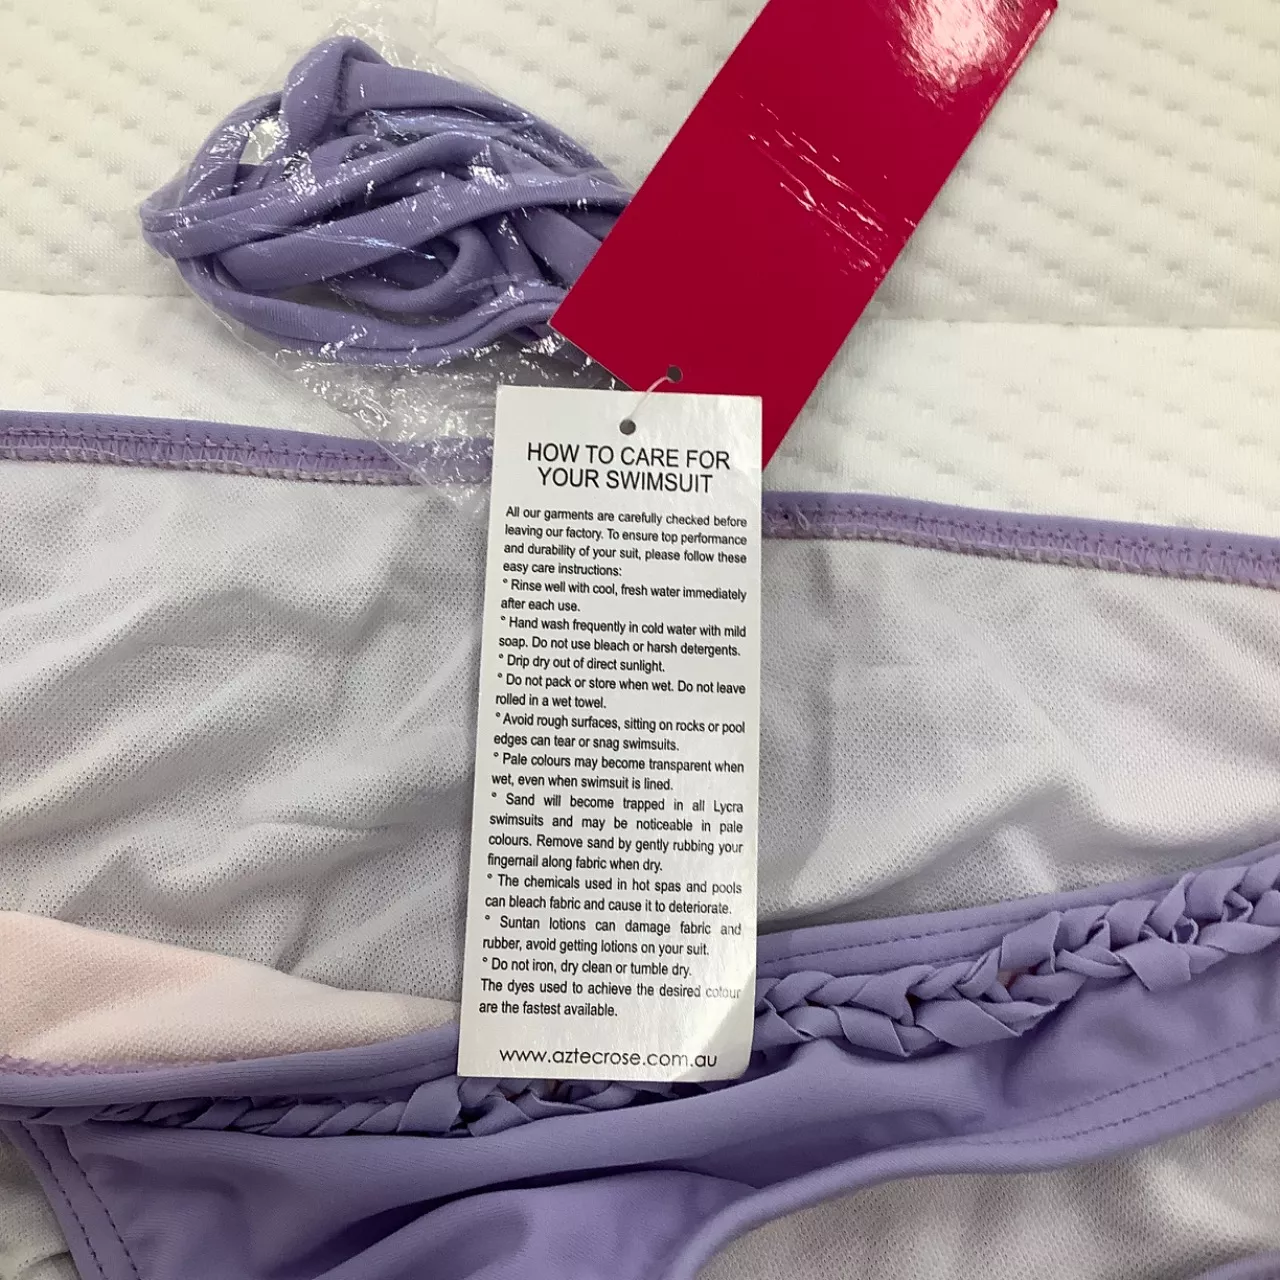 HOW TO CARE FOR
YOUR SWIMSUIT
All our garments are carefully checked before
leaving our factory. To ensure top performance
and durability of your suit, please follow these
easy care instructions:
° Rinse well with cool, fresh water immediately
after each use.
° Hand wash frequently in cold water with mild
soap. Do not use bleach or harsh detergents.
° Drip dry out of direct sunlight.
° Do not pack or store when wet. Do not leave
rolled in a wet towel.
° Avoid rough surfaces, sitting on rocks or pool
edges can tear or snag swimsuits.
° Pale colours may become transparent when
wet, even when swimsuit is lined.
° Sand will become trapped in all Lycra
swimsuits and may be noticeable in pale
colours. Remove sand by gently rubbing your
fingernail along fabric when dry.
° The chemicals used in hot spas and pools
can bleach fabric and cause it to deteriorate.
° Suntan lotions can damage fabric and
rubber, avoid getting lotions on your suit.
° Do not iron, dry clean or tumble dry.
The dyes used to achieve the desired colour
are the fastest available.
www.aztecrose.com.au